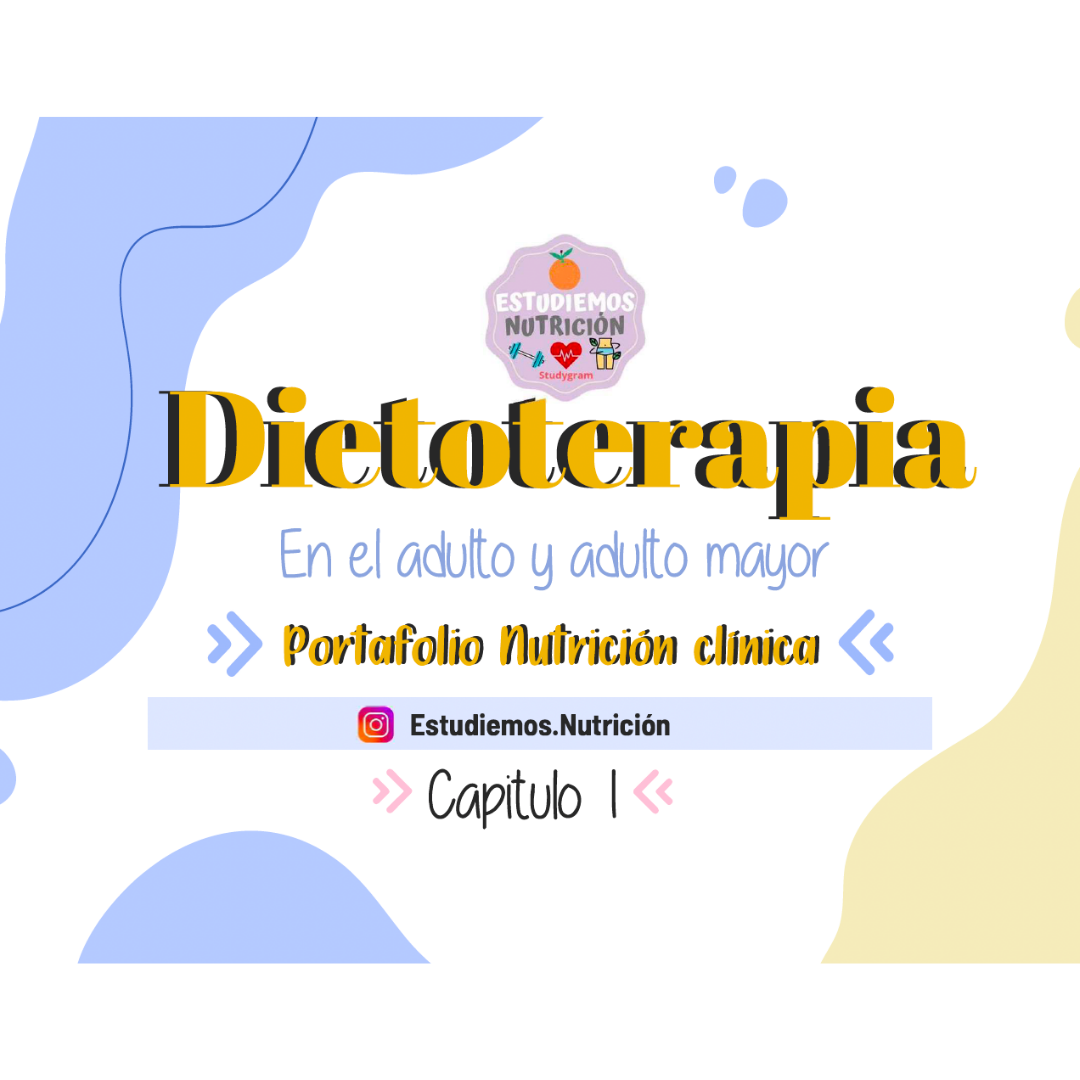 ESTUDIEMOS
NUTRICIÓN
Studygram
Dietoterapia
En el adulto y adulto mayor
Portafolio Nutrición clínica
Estudiemos.Nutrición
Capitulo 1